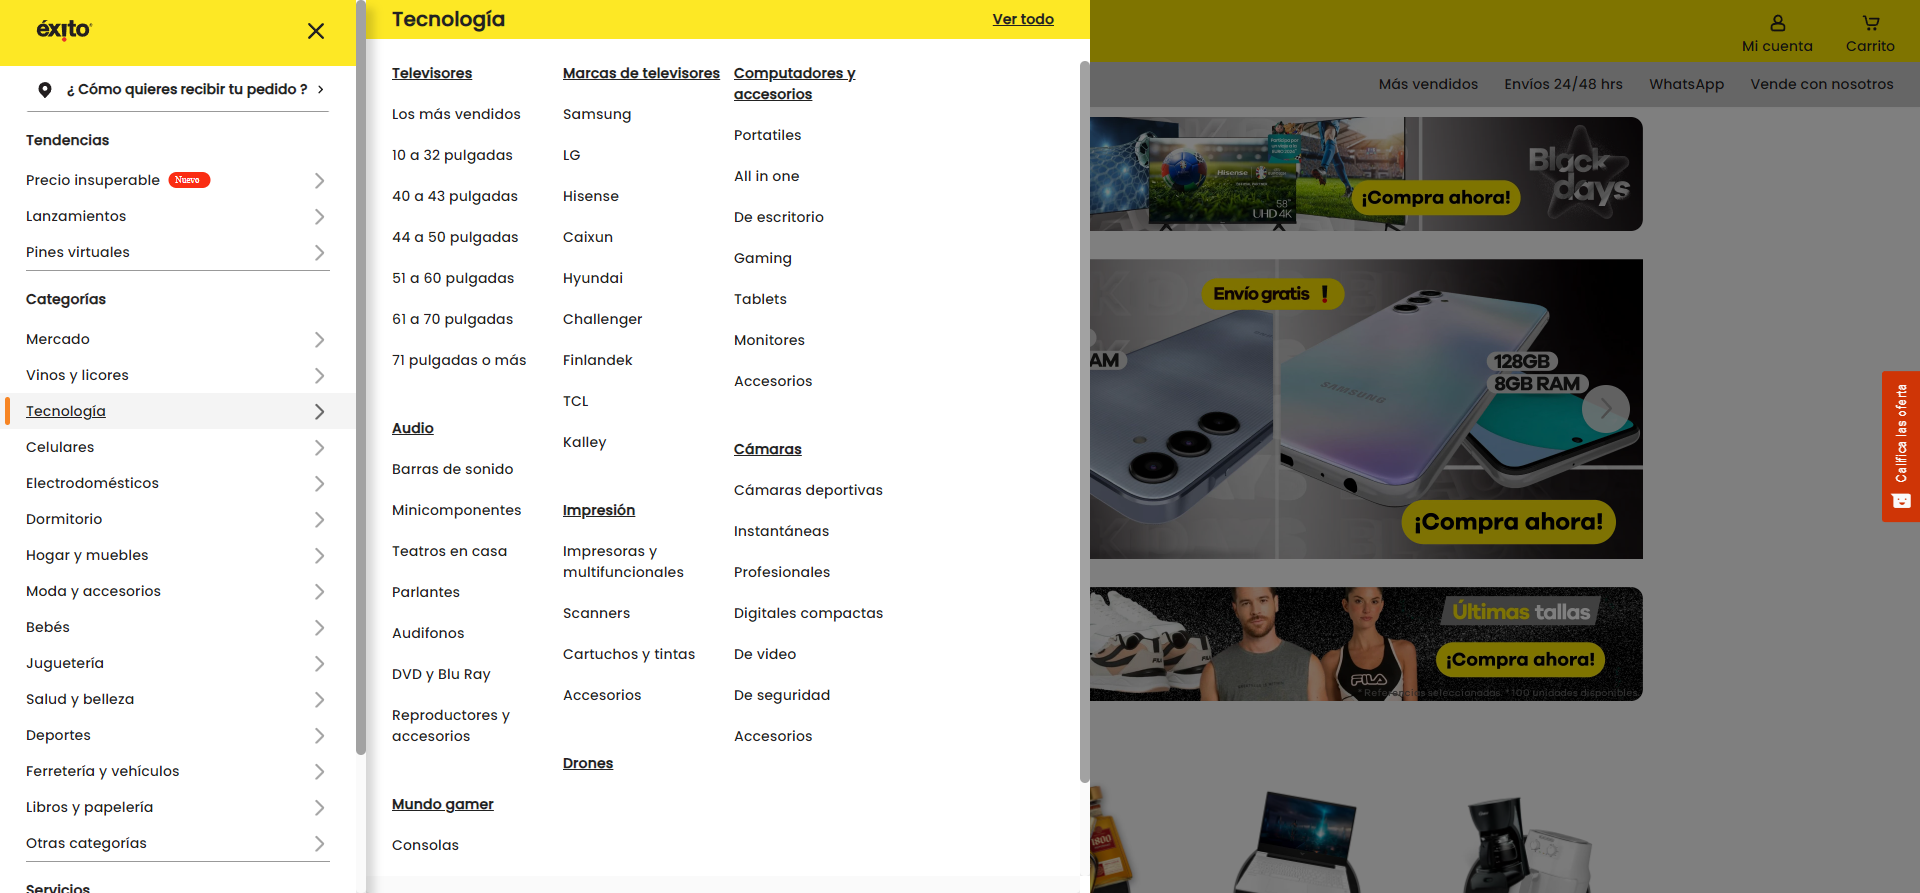 éxito
¿ Cómo quieres recibir tu pedido ?
Tendencias
Precio insuperable Nuevo
Lanzamientos
Pines virtuales
Categorías
Mercado
Vinos y licores
Tecnología
Celulares
Electrodomésticos
Dormitorio
Hogar y muebles
Moda y accesorios
Bebés
Juguetería
Salud y belleza
Deportes
Ferretería y vehículos
Libros y papelería
Otras categorías
Servicios
Tecnología
Ver todo
Televisores
Los más vendidos
10 a 32 pulgadas
40 a 43 pulgadas
44 a 50 pulgadas
51 a 60 pulgadas
61 a 70 pulgadas
71 pulgadas o más
Audio
Barras de sonido
Minicomponentes
Teatros en casa
Parlantes
Audifonos
DVD y Blu Ray
Reproductores y
accesorios
Mundo gamer
Consolas
Marcas de televisores
Samsung
LG
Hisense
Caixun
Hyundai
Challenger
Finlandek
TCL
Kalley
Impresión
Impresoras y
multifuncionales
Scanners
Cartuchos y tintas
Accesorios
Drones
Computadores y
accesorios
Portatiles
All in one
De escritorio
Gaming
Tablets
Monitores
Accesorios
Cámaras
Cámaras deportivas
Instantáneas
Profesionales
Digitales compactas
De video
De seguridad
Accesorios
Mi cuenta
Carrito
Más vendidos
Envíos 24/48 hrs
WhatsApp
Vende con nosotros
Hisense
58"
UHD 4K
¡Compra ahora!
Black
days
Envío gratis !
AM
SAMSUNG
128GB
8GB RAM
¡Compra ahora!
FILA
Últimas tallas
¡Compra ahora!
* Referencias seleccionadas. * 100 unidades disponibles.
Califica las oferta